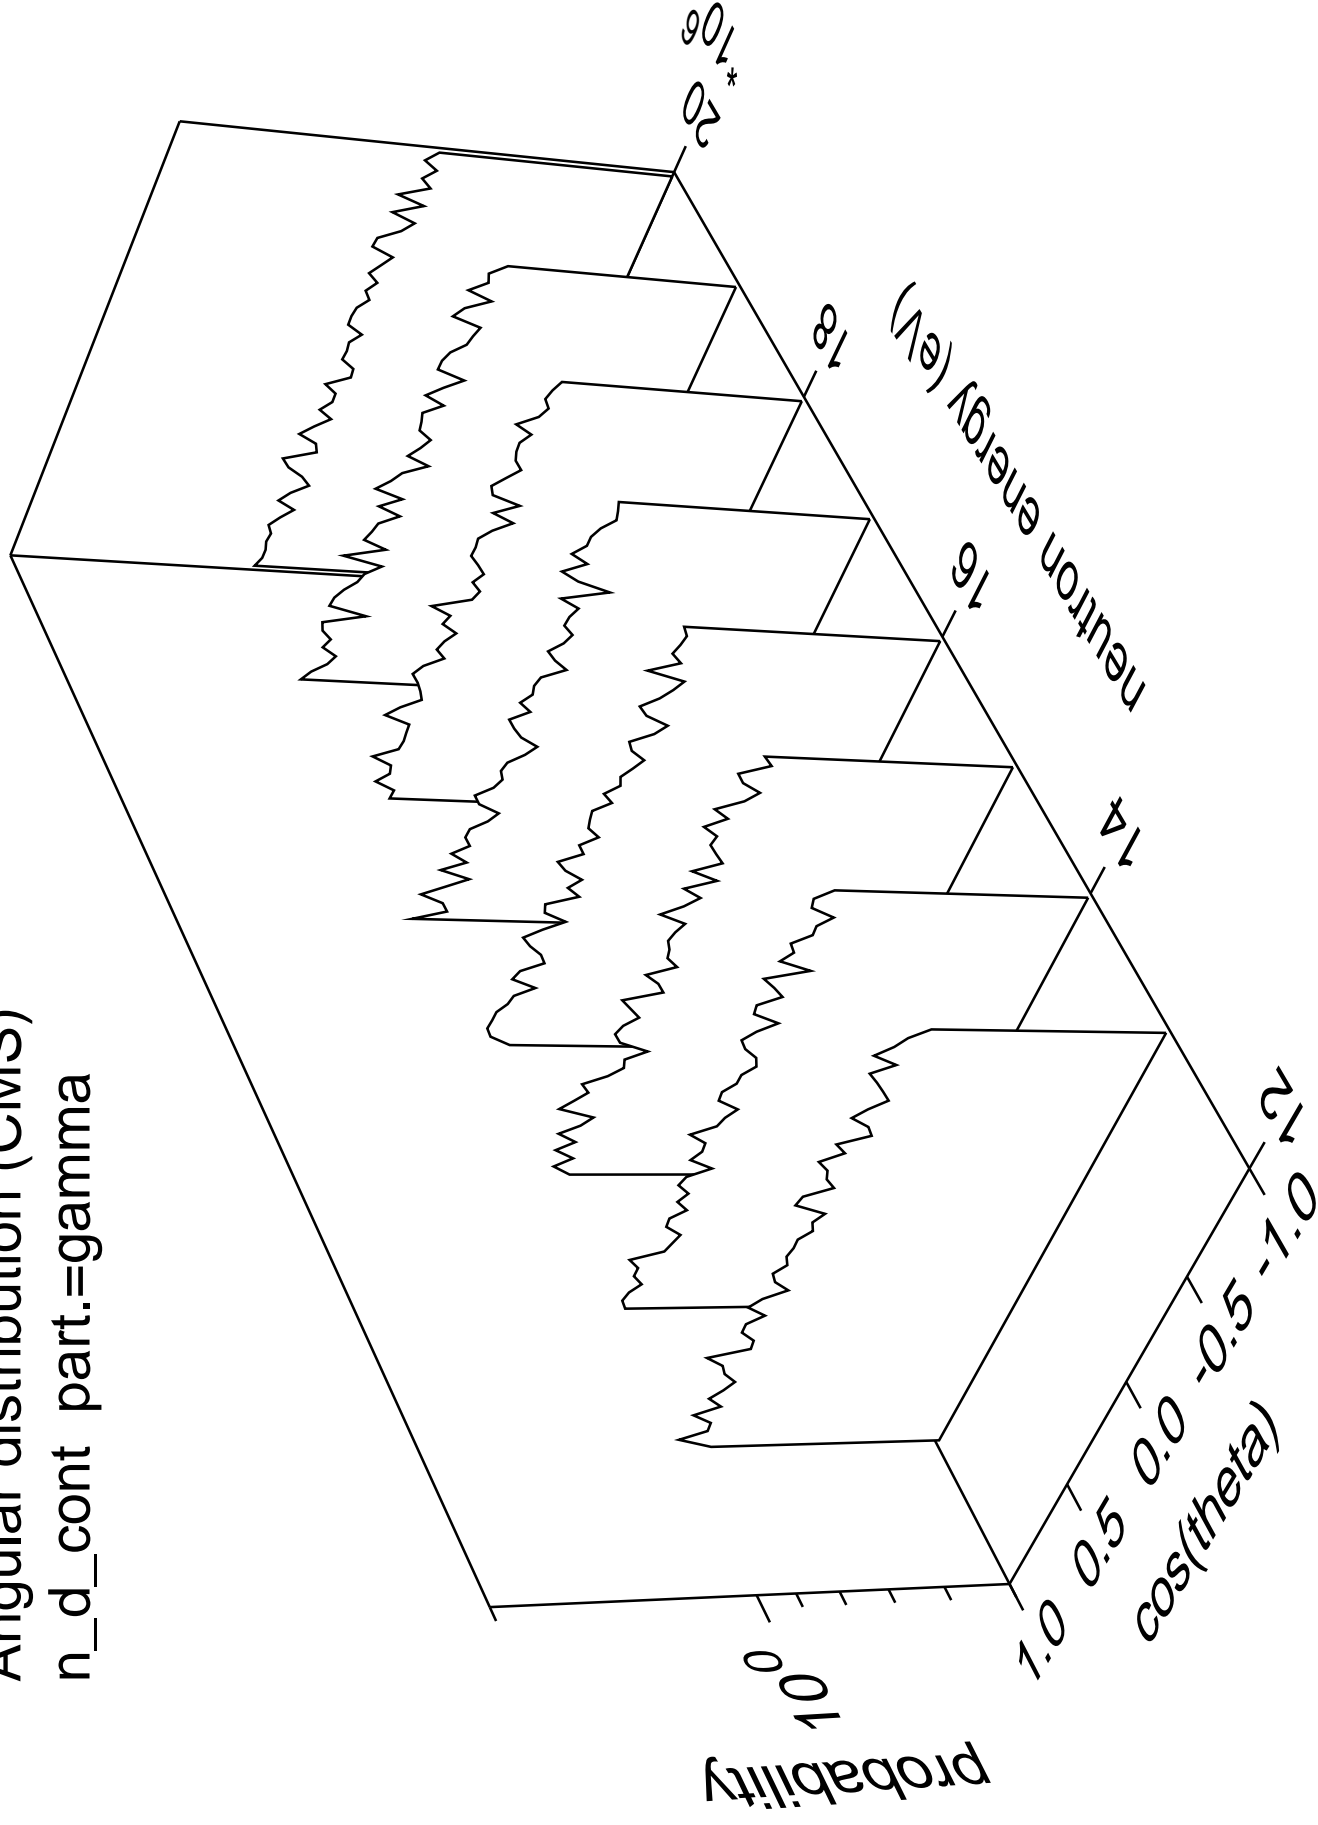 Angular distribution (CMS)
n_d_cont part.=gamma
probability
10^0
1.0 0.5 0.0 -0.5 -1.0
cos(theta)
12 14 16 18 20 *10^6
neutron energy (eV)